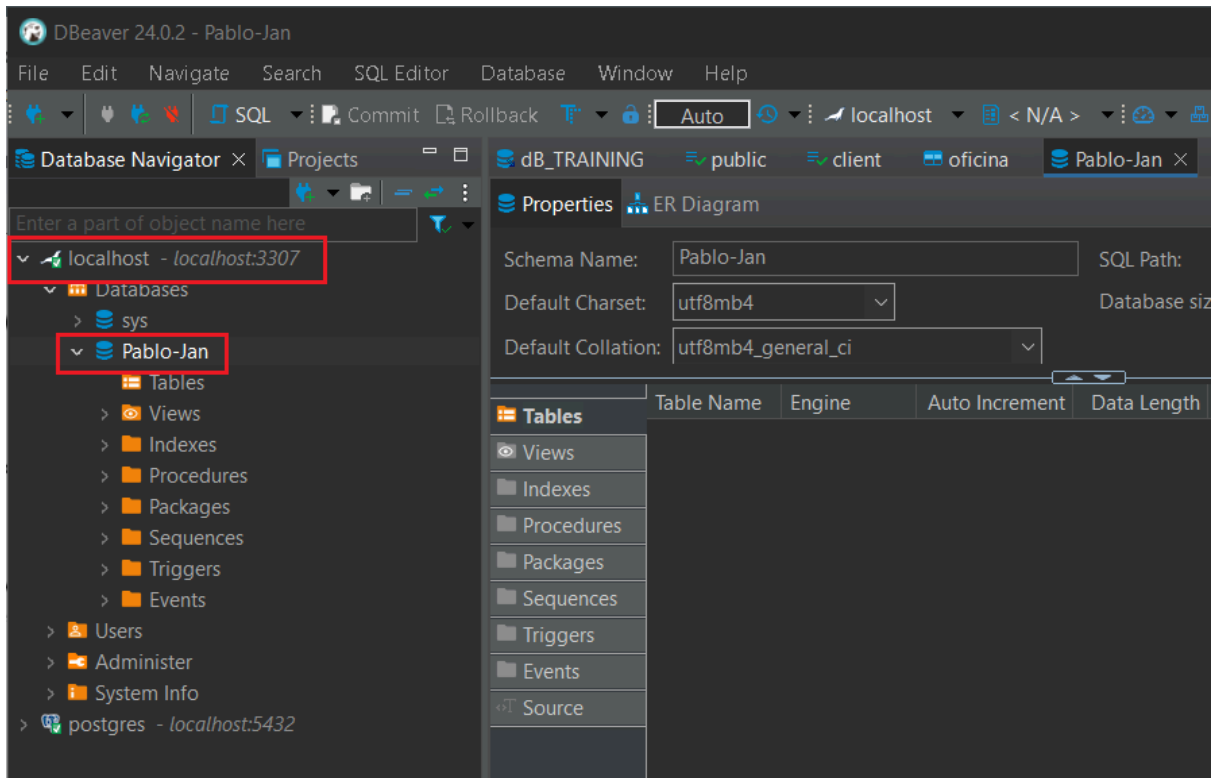 DBeaver 24.0.2 - Pablo-Jan
File Edit Navigate Search SQL Editor Database Window Help
SQL Commit Rollback Auto localhost < N/A >
Database Navigator Projects
Enter a part of object name here
localhost - localhost:3307
Databases
sys
Pablo-Jan
Tables
Views
Indexes
Procedures
Packages
Sequences
Triggers
Events
Users
Administer
System Info
postgres - localhost:5432
dB_TRAINING public client oficina Pablo-Jan
Properties ER Diagram
Schema Name: Pablo-Jan SQL Path:
Default Charset: utf8mb4 Database siz
Default Collation: utf8mb4_general_ci
Table Name Engine Auto Increment Data Length
Tables
Views
Indexes
Procedures
Packages
Sequences
Triggers
Events
Source